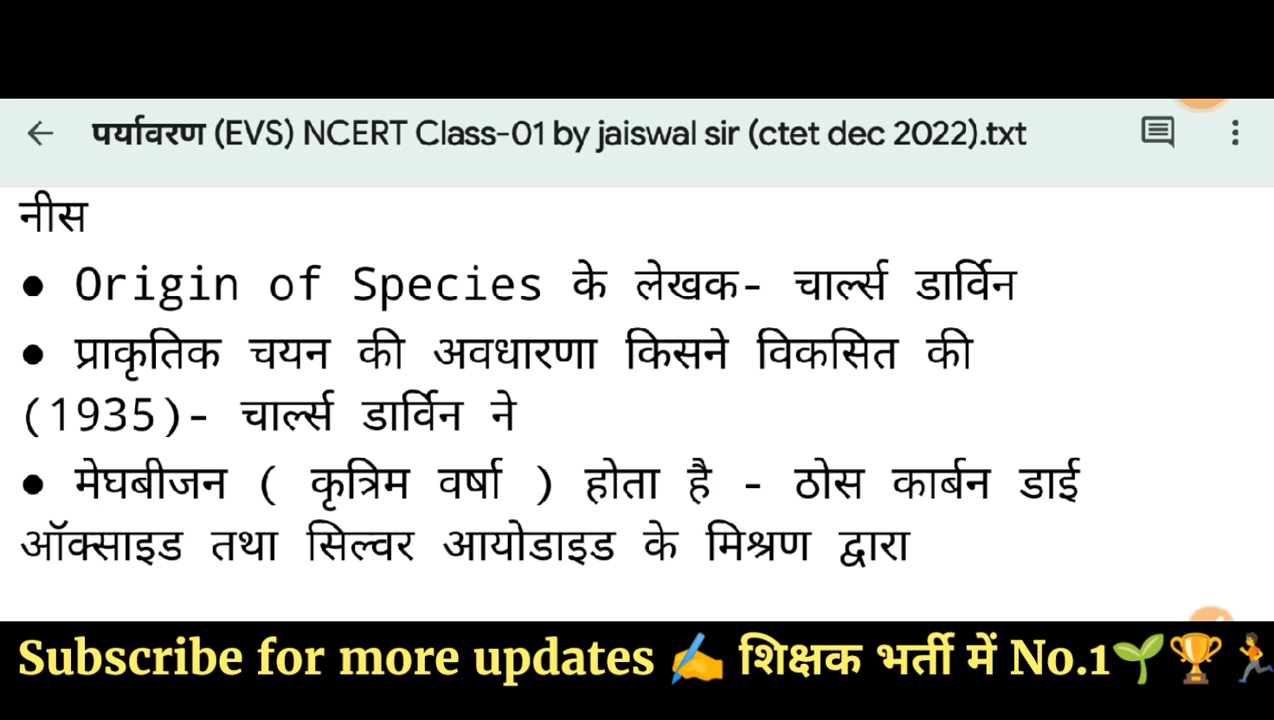 पर्यावरण (EVS) NCERT Class-01 by jaiswal sir (ctet dec 2022).txt
नीस
● Origin of Species के लेखक- चार्ल्स डार्विन
● प्राकृतिक चयन की अवधारणा किसने विकसित की
(1935)- चार्ल्स डार्विन ने
● मेघबीजन ( कृत्रिम वर्षा ) होता है - ठोस कार्बन डाई
ऑक्साइड तथा सिल्वर आयोडाइड के मिश्रण द्वारा
Subscribe for more updates ✍️ शिक्षक भर्ती में No.1🌱🏆🏃